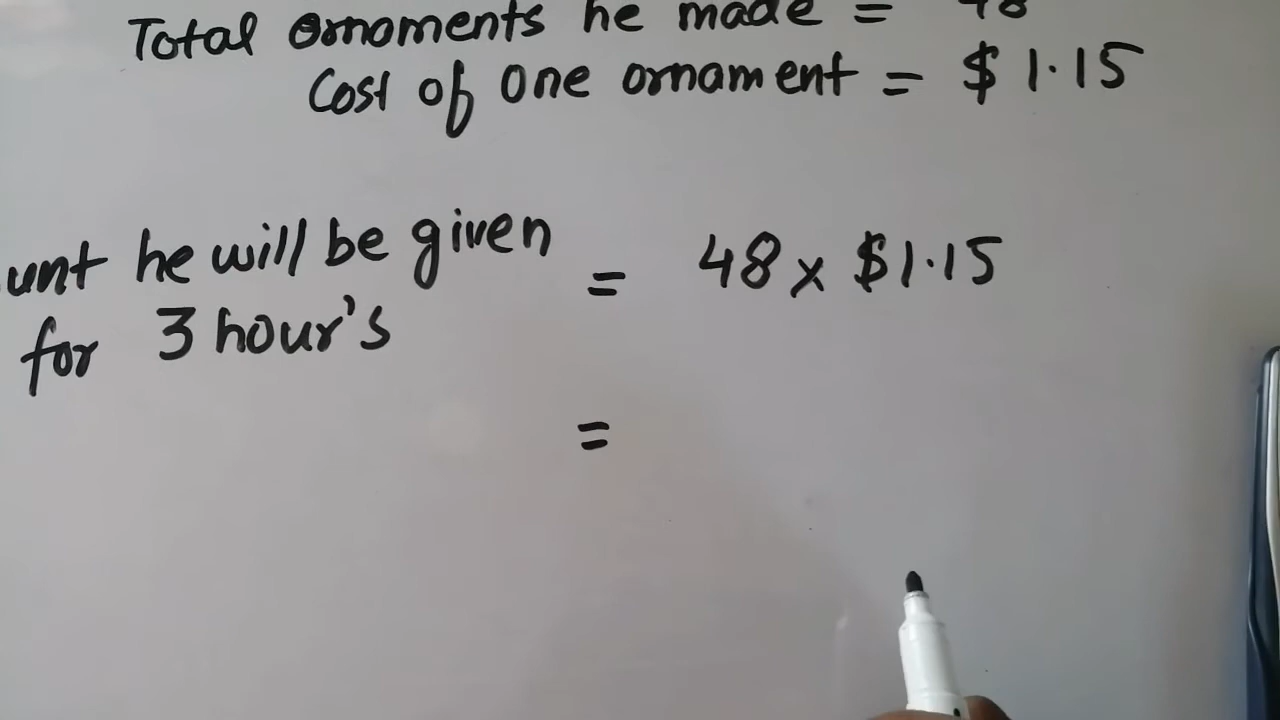 Total ornoments he made = 48
Cost of one ornament = $1.15
unt he will be given = 48 x $1.15
for 3 hour's
=